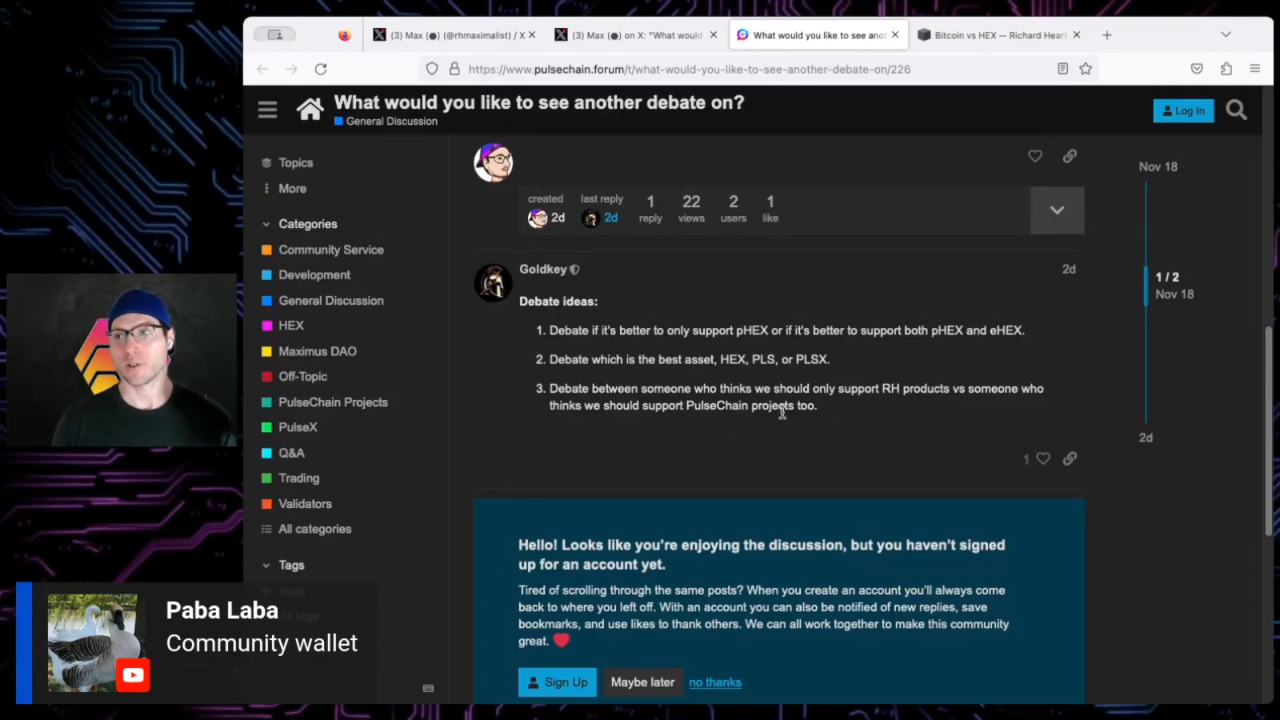 (3) Max (⬣) (@rhmaximalist) / X
(3) Max (⬣) on X: "What would
What would you like to see ano
Bitcoin vs HEX — Richard Heart
https://www.pulsechain.forum/t/what-would-you-like-to-see-another-debate-on/226
What would you like to see another debate on?
General Discussion
Log In
Topics
More
Categories
Community Service
Development
General Discussion
HEX
Maximus DAO
Off-Topic
PulseChain Projects
PulseX
Q&A
Trading
Validators
All categories
Tags
created
last reply
1
22
2
1
2d
2d
reply
views
users
like
Nov 18
1 / 2
Nov 18
2d
Goldkey
2d
Debate ideas:
1. Debate if it's better to only support pHEX or if it's better to support both pHEX and eHEX.
2. Debate which is the best asset, HEX, PLS, or PLSX.
3. Debate between someone who thinks we should only support RH products vs someone who
thinks we should support PulseChain projects too.
1
Hello! Looks like you're enjoying the discussion, but you haven't signed
up for an account yet.
Tired of scrolling through the same posts? When you create an account you'll always come
back to where you left off. With an account you can also be notified of new replies, save
bookmarks, and use likes to thank others. We can all work together to make this community
great. ❤️
Sign Up
Maybe later
no thanks
Paba Laba
Community wallet